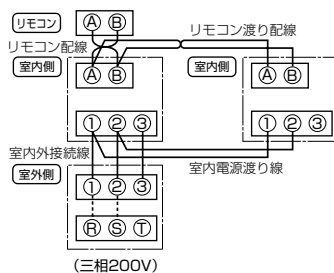 リモコン Ⓐ Ⓑ
リモコン配線 リモコン渡り配線
室内側 Ⓐ Ⓑ 室内側 Ⓐ Ⓑ
① ② ③ ① ② ③
室内外接続線 室内電源渡り線
室外側
① ② ③
Ⓡ Ⓢ Ⓣ
(三相200V)